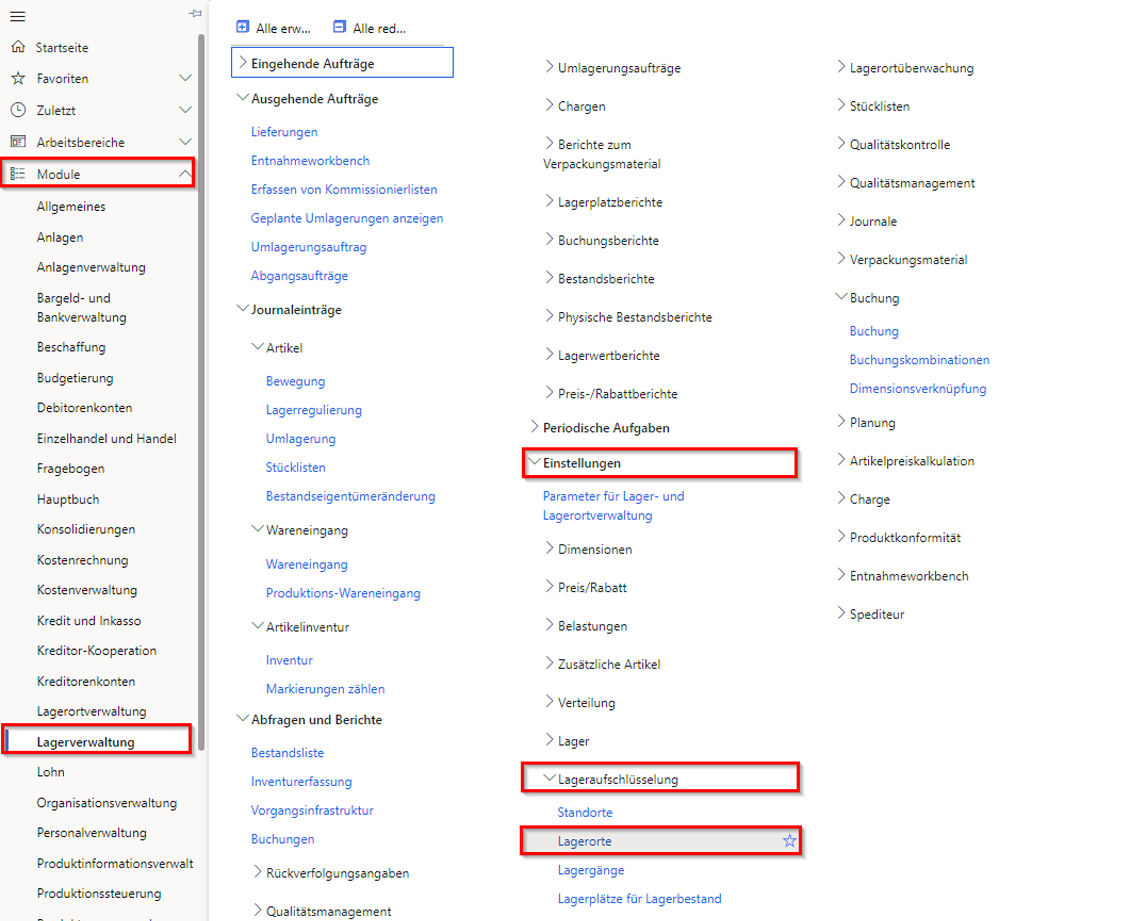 Startseite
Favoriten
Zuletzt
Arbeitsbereiche
Module
Allgemeines
Anlagen
Anlagenverwaltung
Bargeld- und
Bankverwaltung
Beschaffung
Budgetierung
Debitorenkonten
Einzelhandel und Handel
Fragebogen
Hauptbuch
Konsolidierungen
Kostenrechnung
Kostenverwaltung
Kredit und Inkasso
Kreditor-Kooperation
Kreditorenkonten
Lagerortverwaltung
Lagerverwaltung
Lohn
Organisationsverwaltung
Personalverwaltung
Produktinformationsverwalt
Produktionssteuerung
Alle erw...
Alle red...
Eingehende Aufträge
Ausgehende Aufträge
Lieferungen
Entnahmeworkbench
Erfassen von Kommissionierlisten
Geplante Umlagerungen anzeigen
Umlagerungsauftrag
Abgangsaufträge
Journaleinträge
Artikel
Bewegung
Lagerregulierung
Umlagerung
Stücklisten
Bestandseigentümeränderung
Wareneingang
Wareneingang
Produktions-Wareneingang
Artikelinventur
Inventur
Markierungen zählen
Abfragen und Berichte
Bestandsliste
Inventurerfassung
Vorgangsinfrastruktur
Buchungen
Rückverfolgungsangaben
Qualitätsmanagement
Umlagerungsaufträge
Chargen
Berichte zum
Verpackungsmaterial
Lagerplatzberichte
Buchungsberichte
Bestandsberichte
Physische Bestandsberichte
Lagerwertberichte
Preis-/Rabattberichte
Periodische Aufgaben
Einstellungen
Parameter für Lager- und
Lagerortverwaltung
Dimensionen
Preis/Rabatt
Belastungen
Zusätzliche Artikel
Verteilung
Lager
Lageraufschlüsselung
Standorte
Lagerorte
Lagergänge
Lagerplätze für Lagerbestand
Lagerortüberwachung
Stücklisten
Qualitätskontrolle
Qualitätsmanagement
Journale
Verpackungsmaterial
Buchung
Buchung
Buchungskombinationen
Dimensionsverknüpfung
Planung
Artikelpreiskalkulation
Charge
Produktkonformität
Entnahmeworkbench
Spediteur